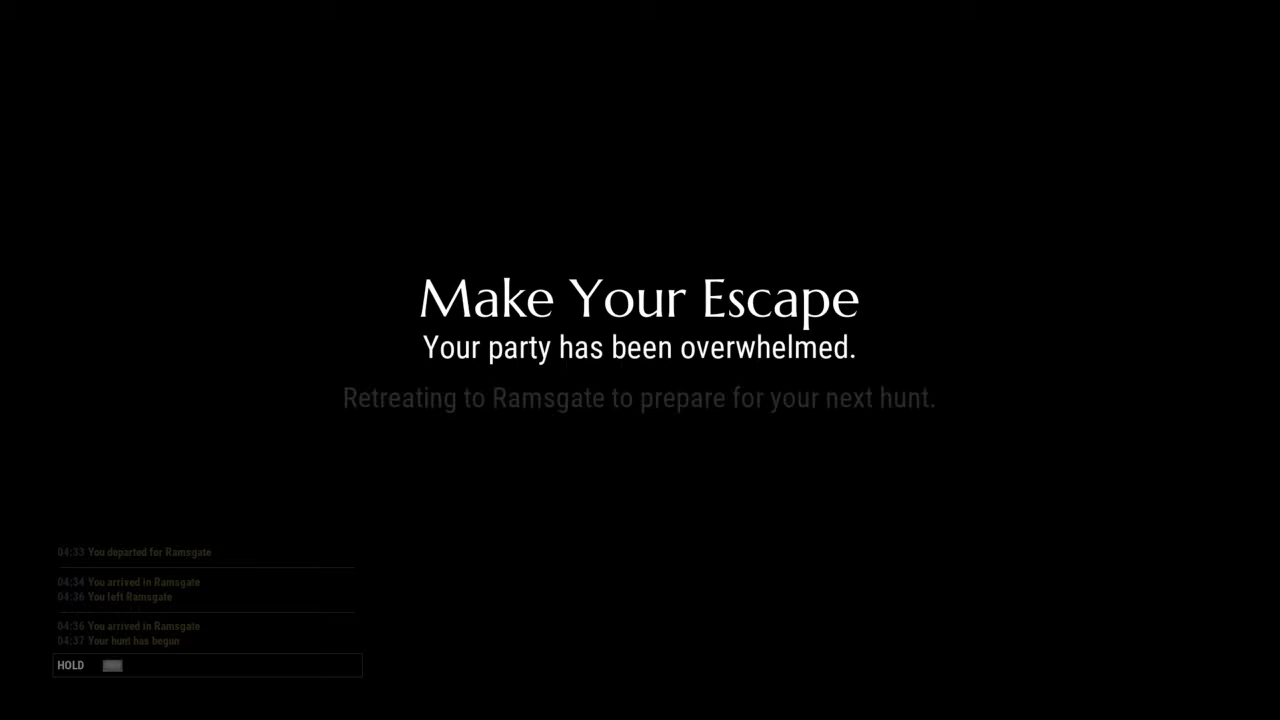 Make Your Escape
Your party has been overwhelmed.
Retreating to Ramsgate to prepare for your next hunt.
04:33 You departed for Ramsgate
04:34 You arrived in Ramsgate
04:36 You left Ramsgate
04:36 You arrived in Ramsgate
04:37 Your hunt has begun
HOLD